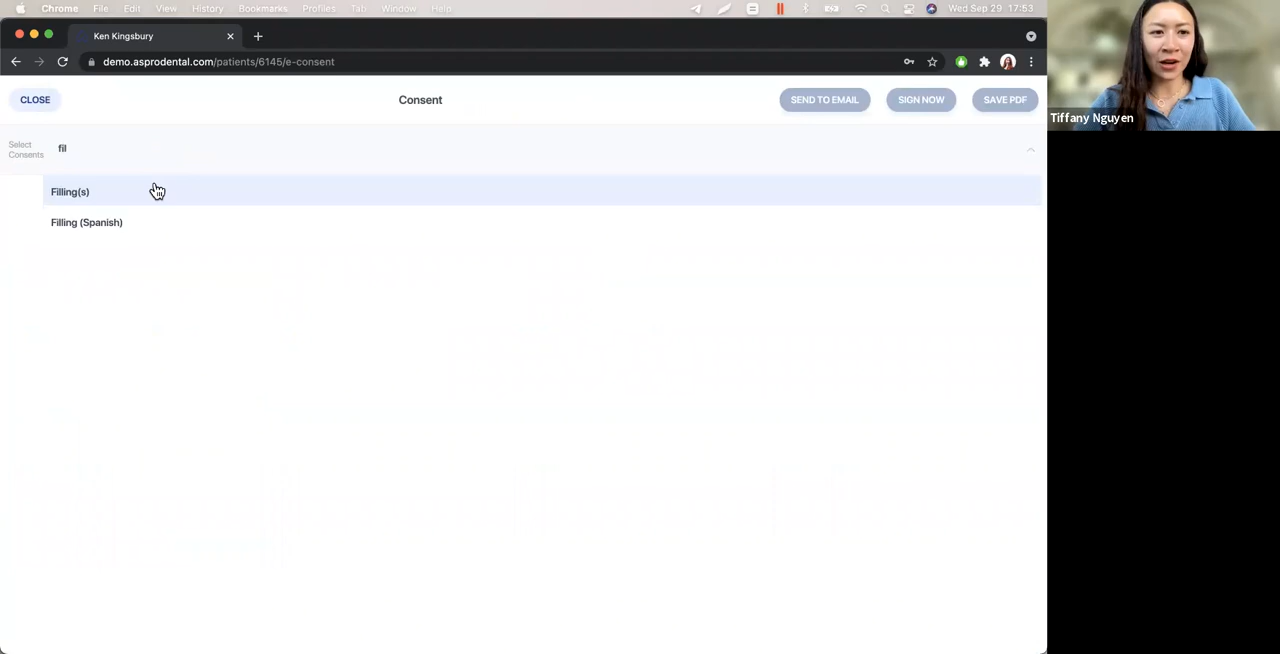 Chrome File Edit View History Bookmarks Profiles Tab Window Help Wed Sep 29 17:53
Ken Kingsbury
demo.asprodental.com/patients/6145/e-consent
CLOSE Consent SEND TO EMAIL SIGN NOW SAVE PDF
Select
Consents
fil
Filling(s)
Filling (Spanish)
Tiffany Nguyen